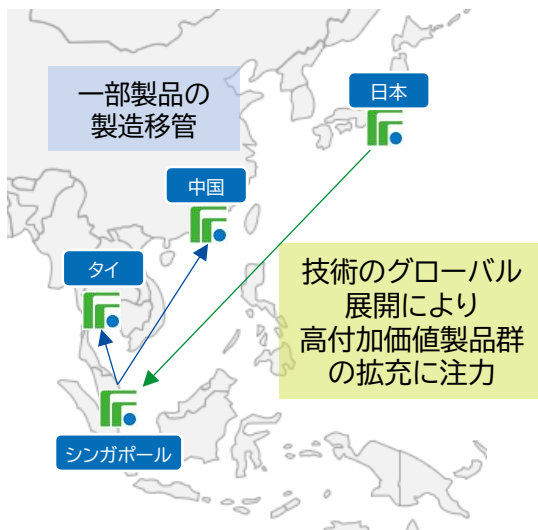 一部製品の
製造移管
日本
中国
タイ
技術のグローバル
展開により
高付加価値製品群
の拡充に注力
シンガポール